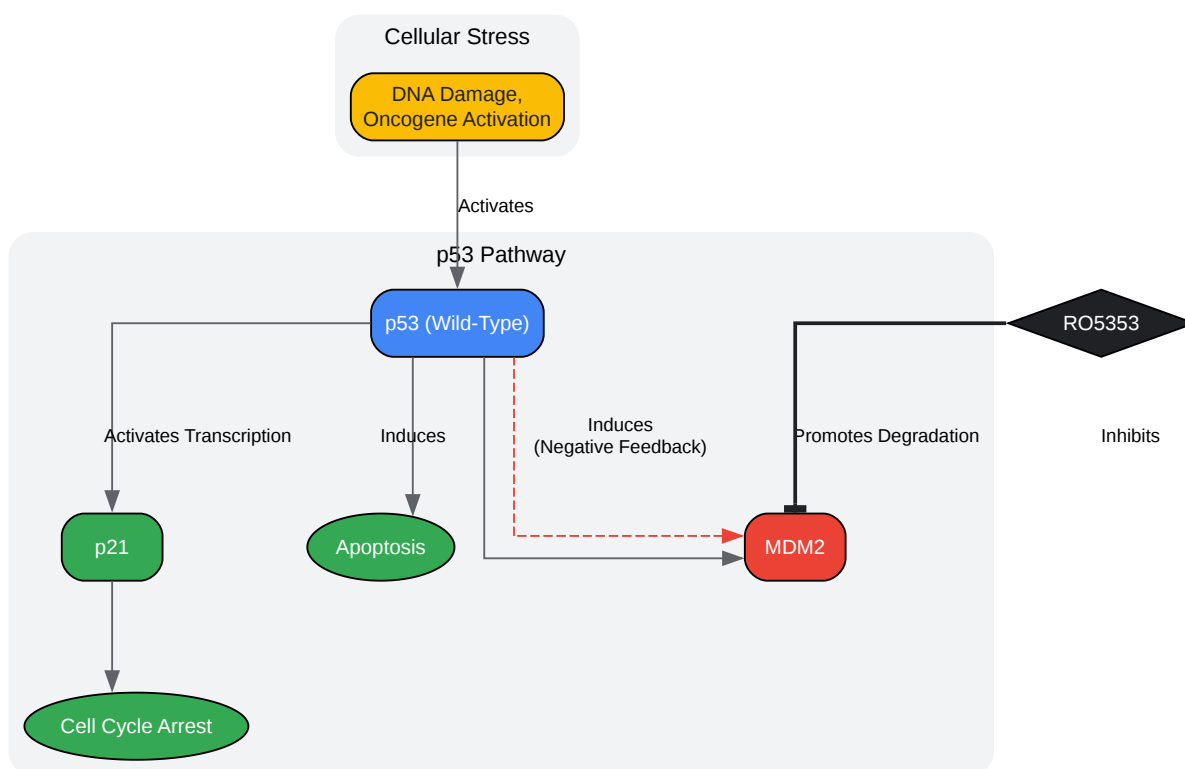 Cellular Stress
DNA Damage,
Oncogene Activation
Activates
p53 Pathway
p53 (Wild-Type)
RO5353
Activates Transcription
Induces
Induces
(Negative Feedback)
Promotes Degradation
Inhibits
p21
Apoptosis
MDM2
Cell Cycle Arrest